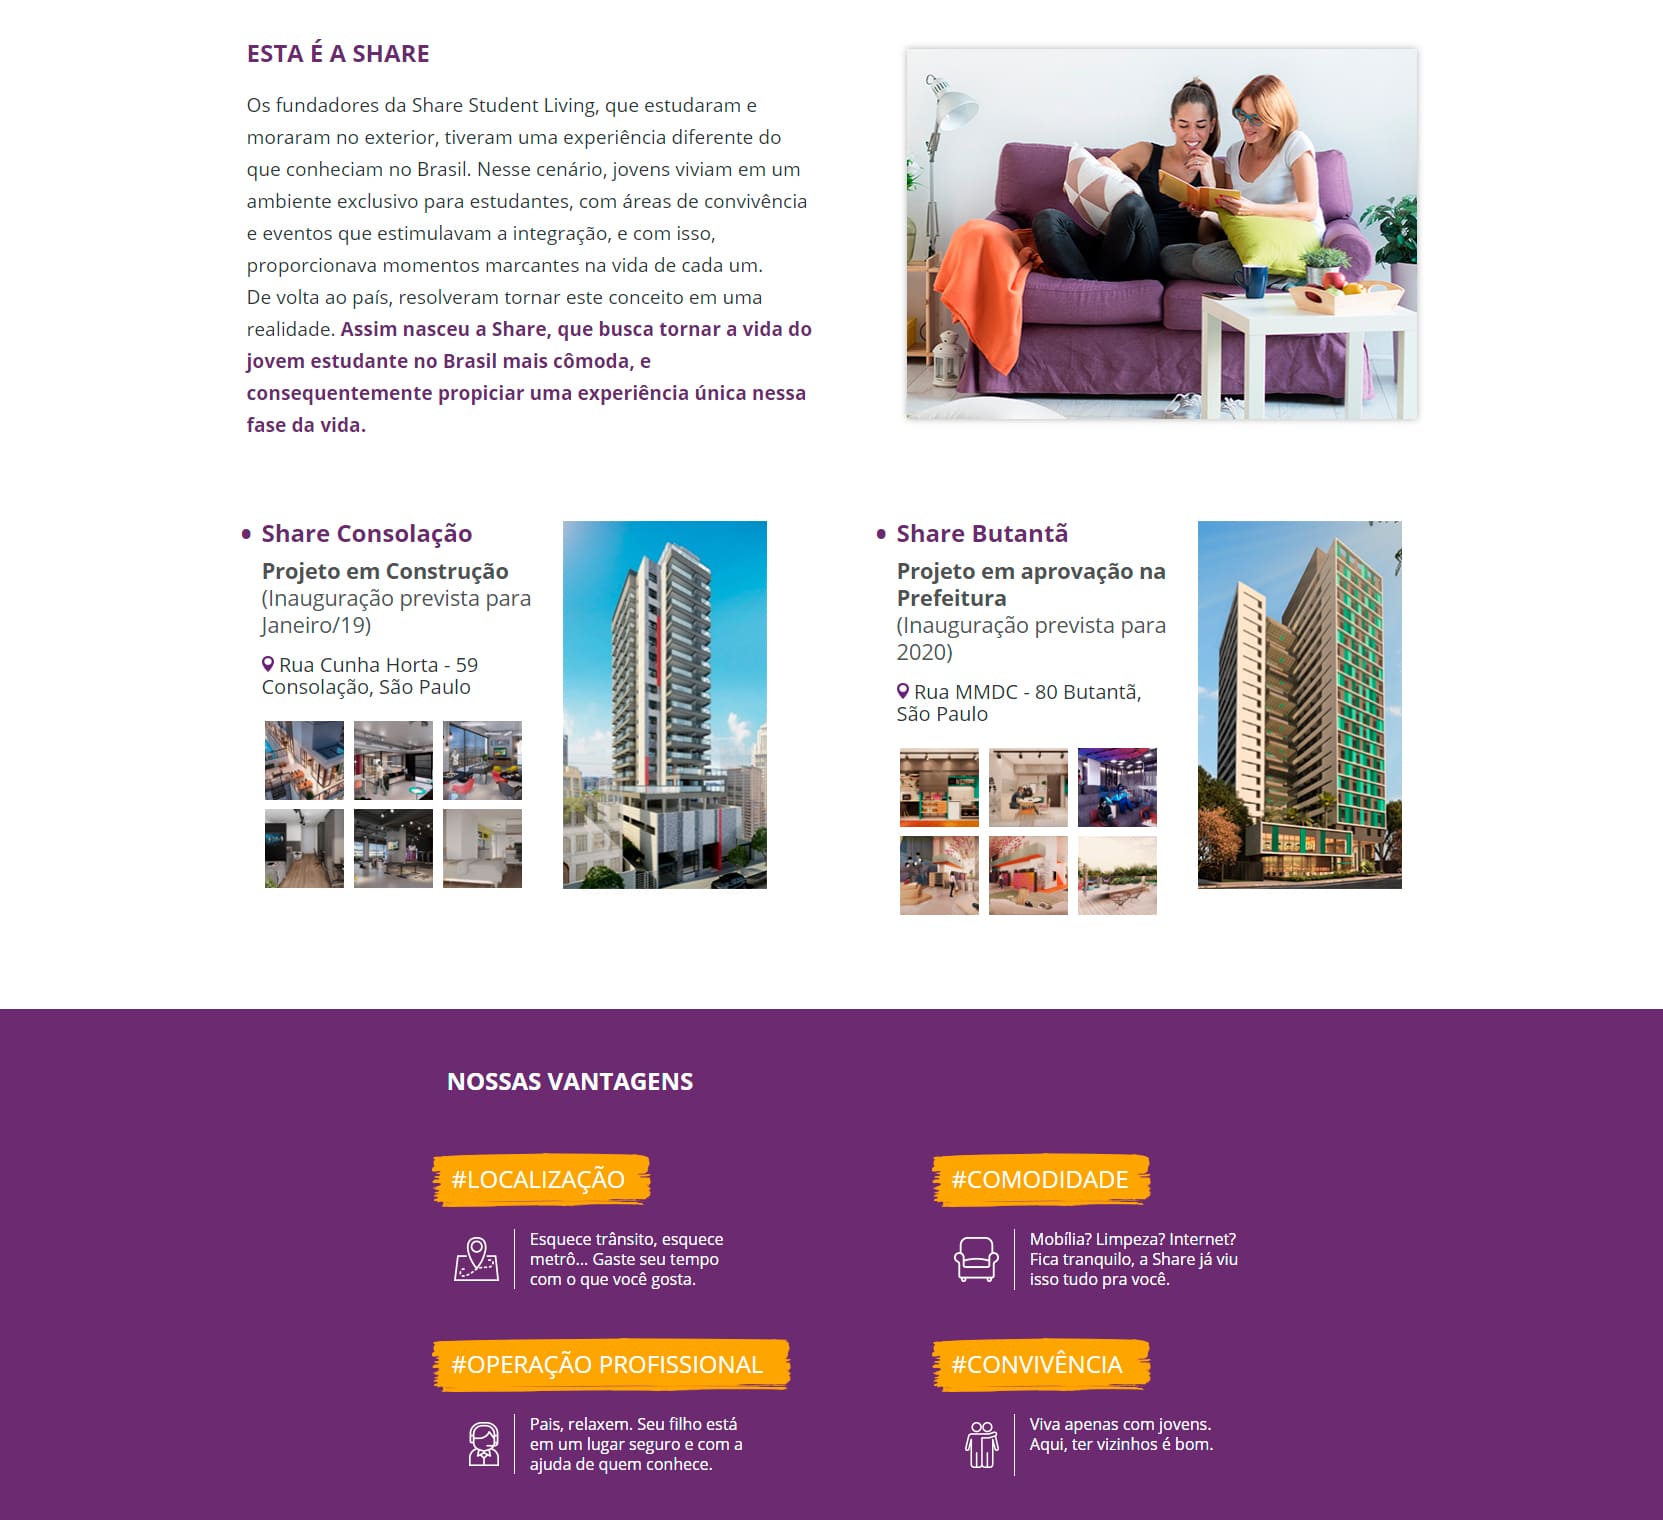 ESTA É A SHARE
Os fundadores da Share Student Living, que estudaram e
moraram no exterior, tiveram uma experiência diferente do
que conheciam no Brasil. Nesse cenário, jovens viviam em um
ambiente exclusivo para estudantes, com áreas de convivência
e eventos que estimulavam a integração, e com isso,
proporcionava momentos marcantes na vida de cada um.
De volta ao país, resolveram tornar este conceito em uma
realidade. Assim nasceu a Share, que busca tornar a vida do
jovem estudante no Brasil mais cômoda, e
consequentemente propiciar uma experiência única nessa
fase da vida.
Share Consolação
Projeto em Construção
(Inauguração prevista para
Janeiro/19)
Rua Cunha Horta - 59
Consolação, São Paulo
Share Butantã
Projeto em aprovação na
Prefeitura
(Inauguração prevista para
2020)
Rua MMDC - 80 Butantã,
São Paulo
NOSSAS VANTAGENS
#LOCALIZAÇÃO
Esquece trânsito, esquece
metrô... Gaste seu tempo
com o que você gosta.
#COMODIDADE
Mobília? Limpeza? Internet?
Fica tranquilo, a Share já viu
isso tudo pra você.
#OPERAÇÃO PROFISSIONAL
Pais, relaxem. Seu filho está
em um lugar seguro e com a
ajuda de quem conhece.
#CONVIVÊNCIA
Viva apenas com jovens.
Aqui, ter vizinhos é bom.